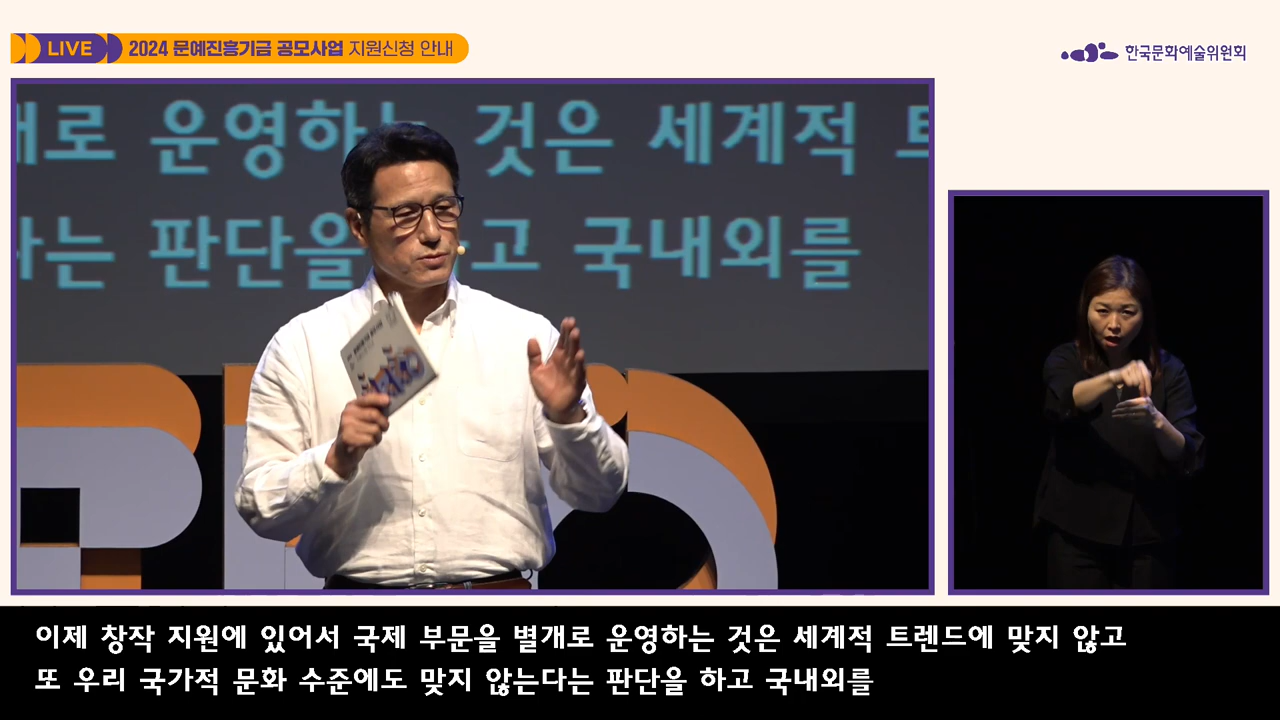 LIVE 2024 문예진흥기금 공모사업 지원신청 안내
한국문화예술위원회
로 운영하는 것은 세계적
는 판단을 하고 국내외를
이제 창작 지원에 있어서 국제 부문을 별개로 운영하는 것은 세계적 트렌드에 맞지 않고
또 우리 국가적 문화 수준에도 맞지 않는다는 판단을 하고 국내외를